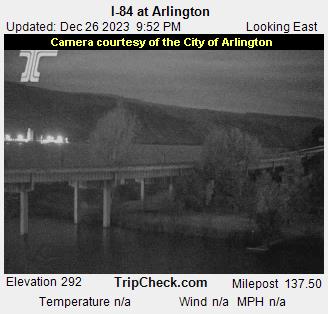 I-84 at Arlington
Updated: Dec 26 2023 9:52 PM Looking East
Camera courtesy of the City of Arlington
Elevation 292 TripCheck.com Milepost 137.50
Temperature n/a Wind n/a MPH n/a